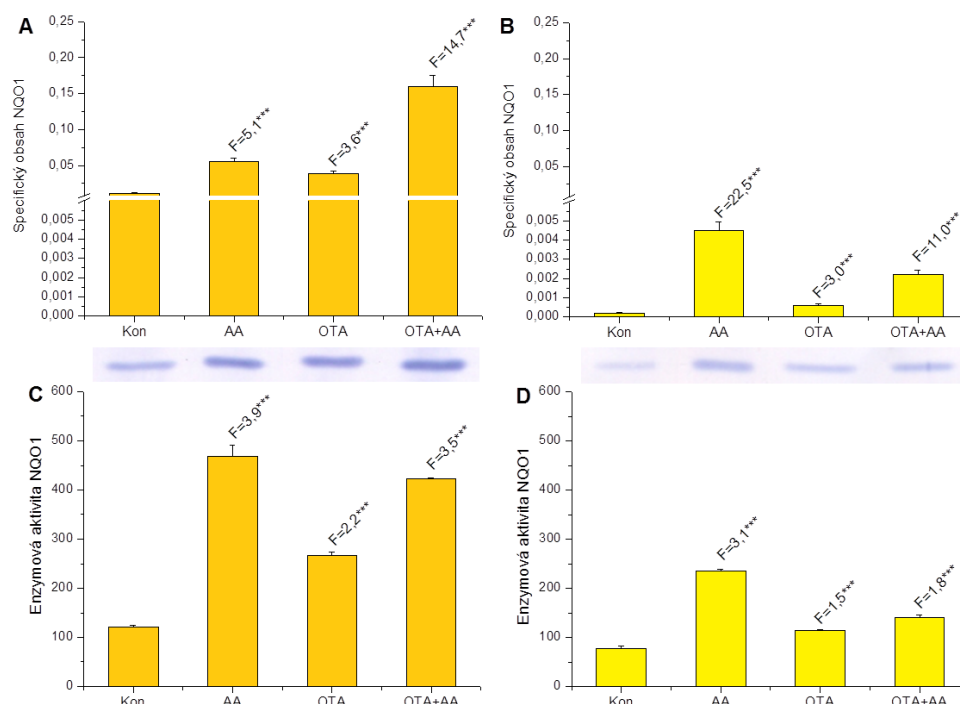 A
Specifický obsah NQO1
0,25
0,20
0,15
0,10
0,05
0,005
0,004
0,003
0,002
0,001
0,000
F=5,1***
F=3,6***
F=14,7***
Kon AA OTA OTA+AA
B
Specifický obsah NQO1
0,25
0,20
0,15
0,10
0,05
0,005
0,004
0,003
0,002
0,001
0,000
F=22,5***
F=3,0***
F=11,0***
Kon AA OTA OTA+AA
C
Enzymová aktivita NQO1
600
500
400
300
200
100
0
F=3,9***
F=2,2***
F=3,5***
Kon AA OTA OTA+AA
D
Enzymová aktivita NQO1
600
500
400
300
200
100
0
F=3,1***
F=1,5***
F=1,8***
Kon AA OTA OTA+AA